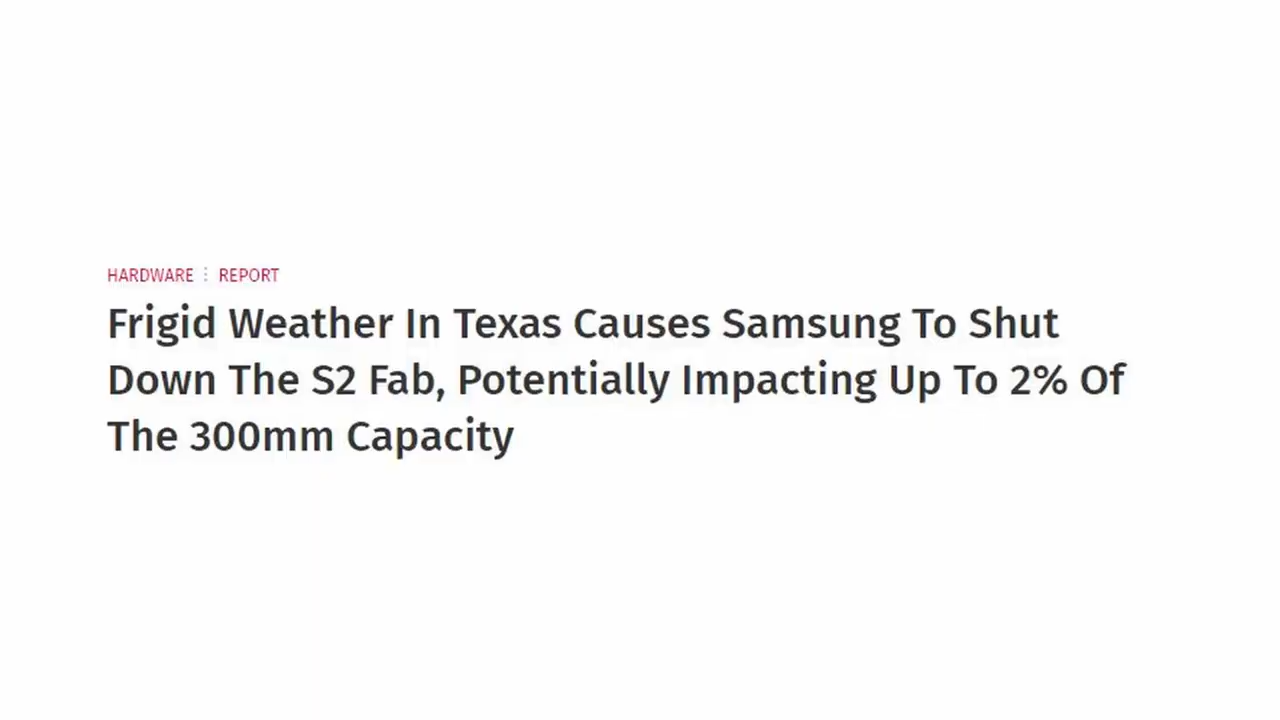 HARDWARE ⋮ REPORT
Frigid Weather In Texas Causes Samsung To Shut
Down The S2 Fab, Potentially Impacting Up To 2% Of
The 300mm Capacity